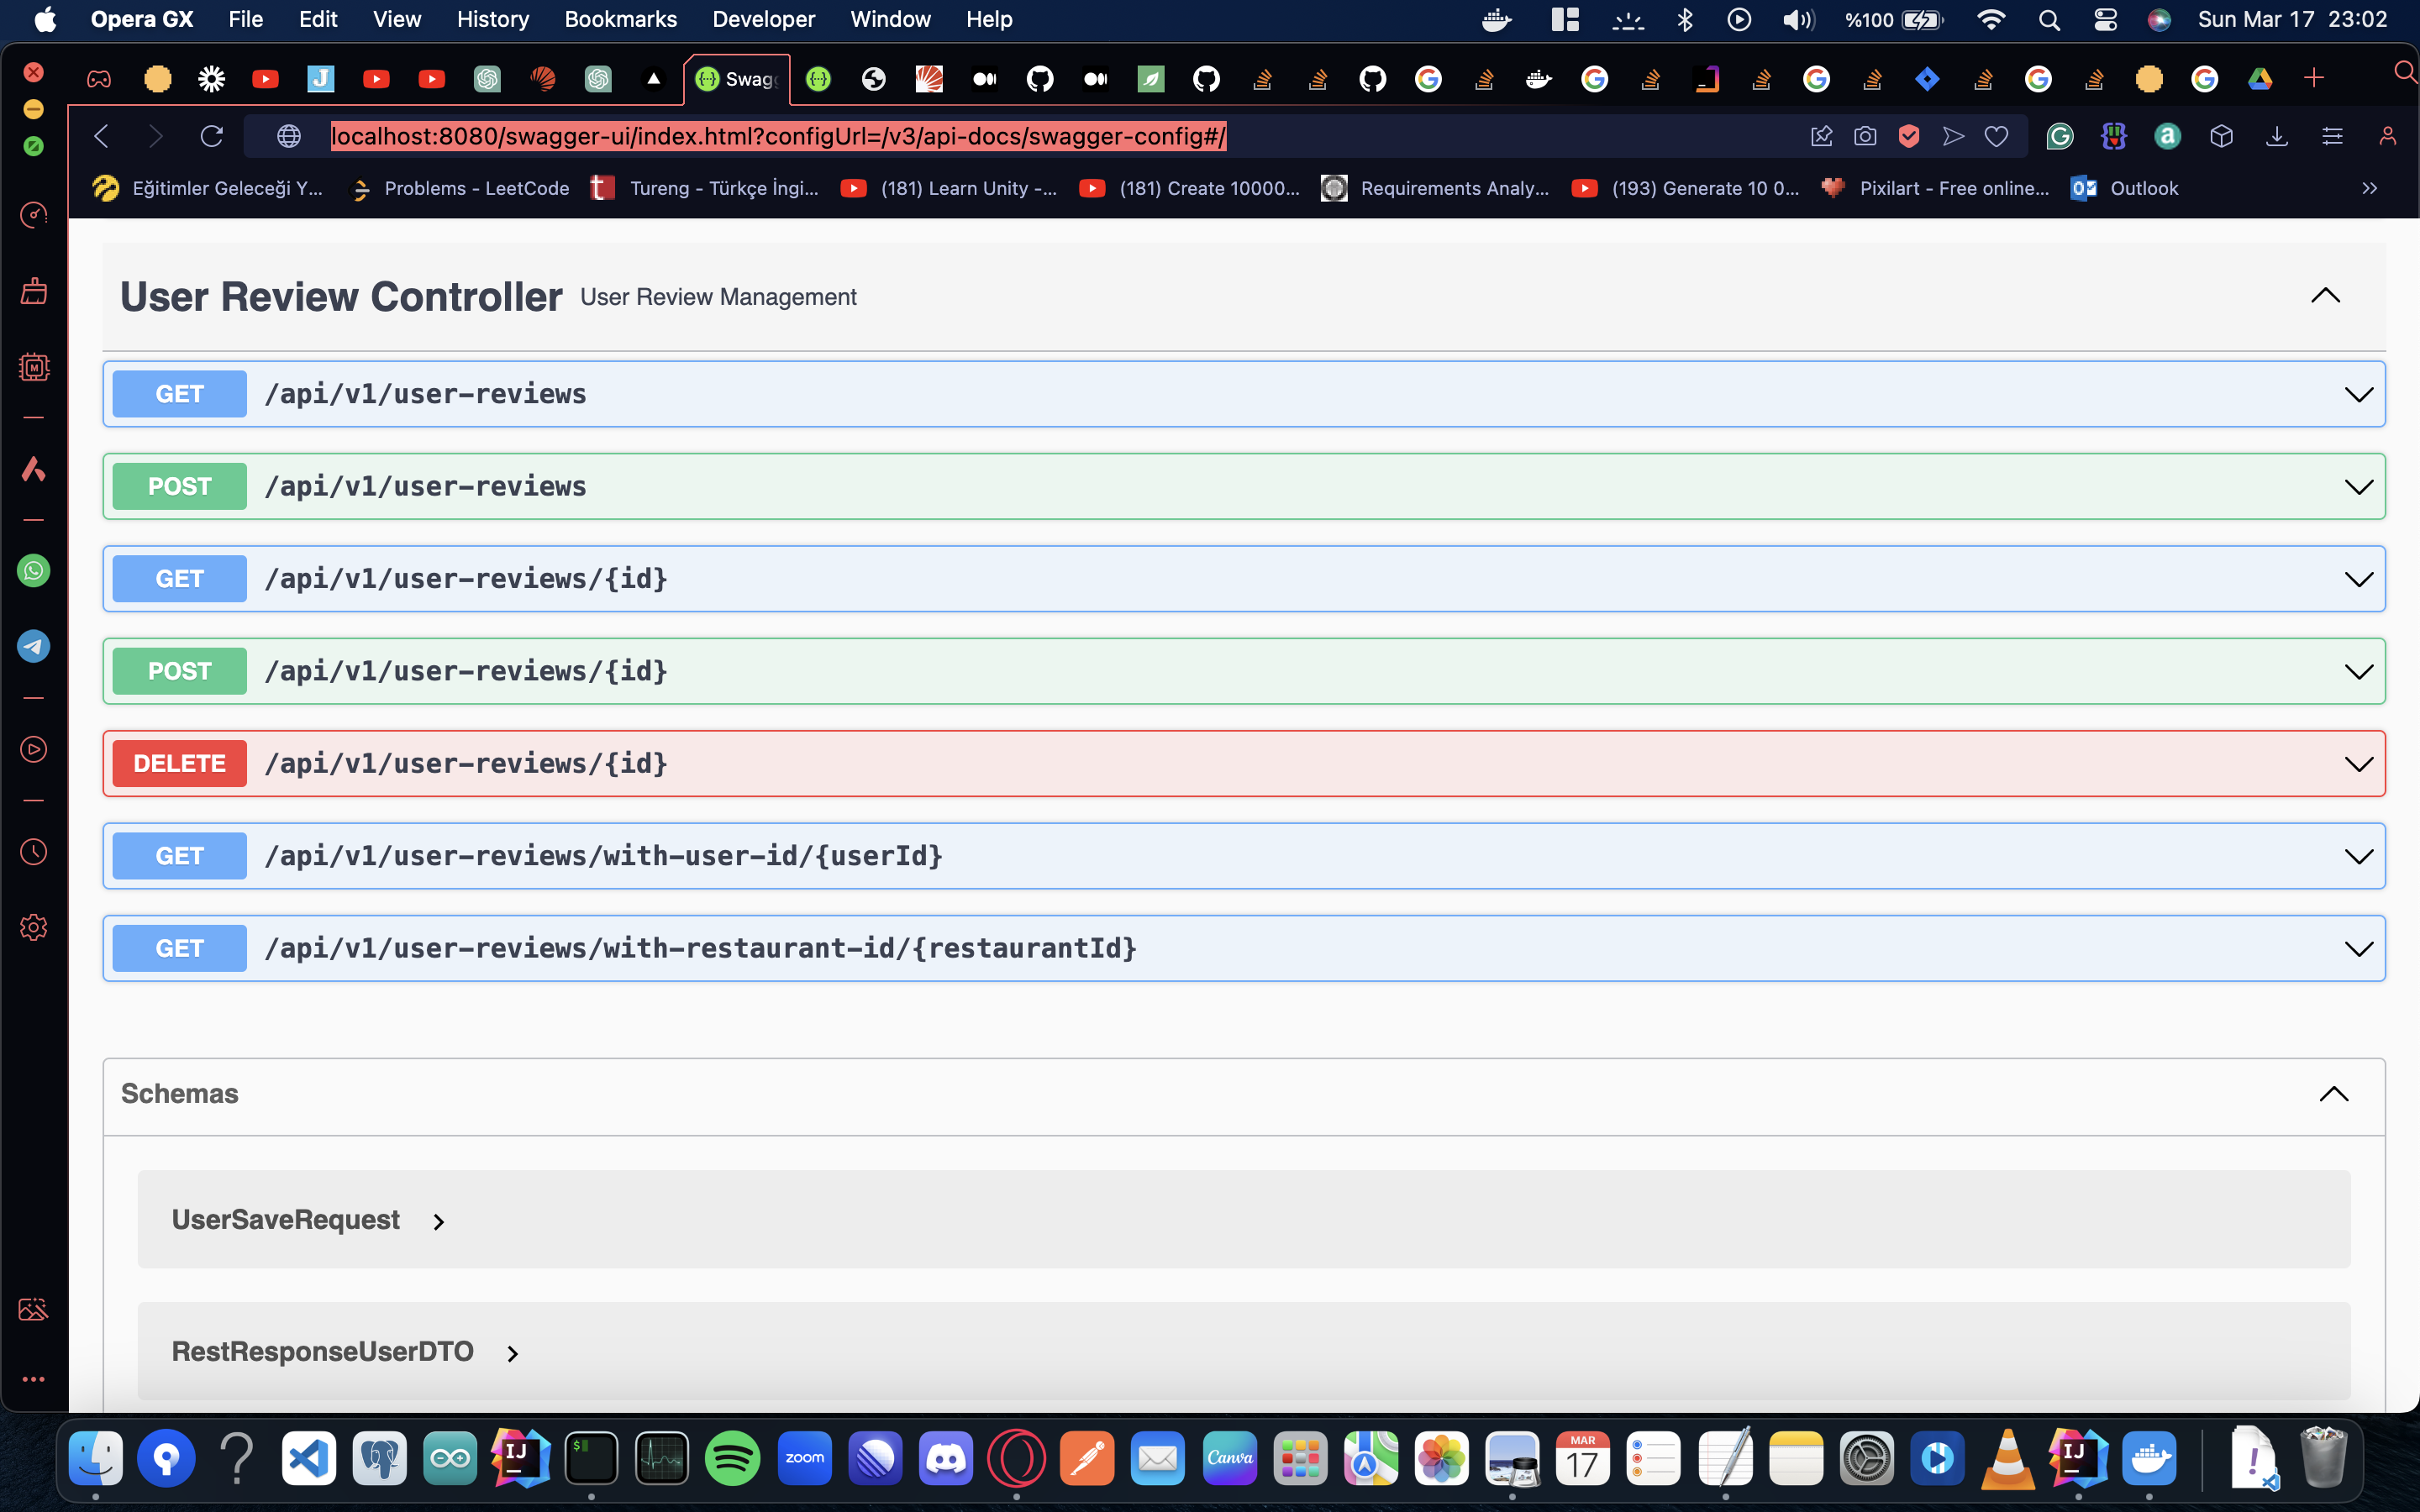 Opera GX File Edit View History Bookmarks Developer Window Help %100 Sun Mar 17 23:02
Swag
localhost:8080/swagger-ui/index.html?configUrl=/v3/api-docs/swagger-config#/
Eğitimler Geleceği Y... Problems - LeetCode Tureng - Türkçe İngi... (181) Learn Unity -... (181) Create 10000... Requirements Analy... (193) Generate 10 0... Pixilart - Free online... Outlook
User Review Controller User Review Management
GET /api/v1/user-reviews
POST /api/v1/user-reviews
GET /api/v1/user-reviews/{id}
POST /api/v1/user-reviews/{id}
DELETE /api/v1/user-reviews/{id}
GET /api/v1/user-reviews/with-user-id/{userId}
GET /api/v1/user-reviews/with-restaurant-id/{restaurantId}
Schemas
UserSaveRequest
RestResponseUserDTO
IJ zoom Canva MAR 17 IJ